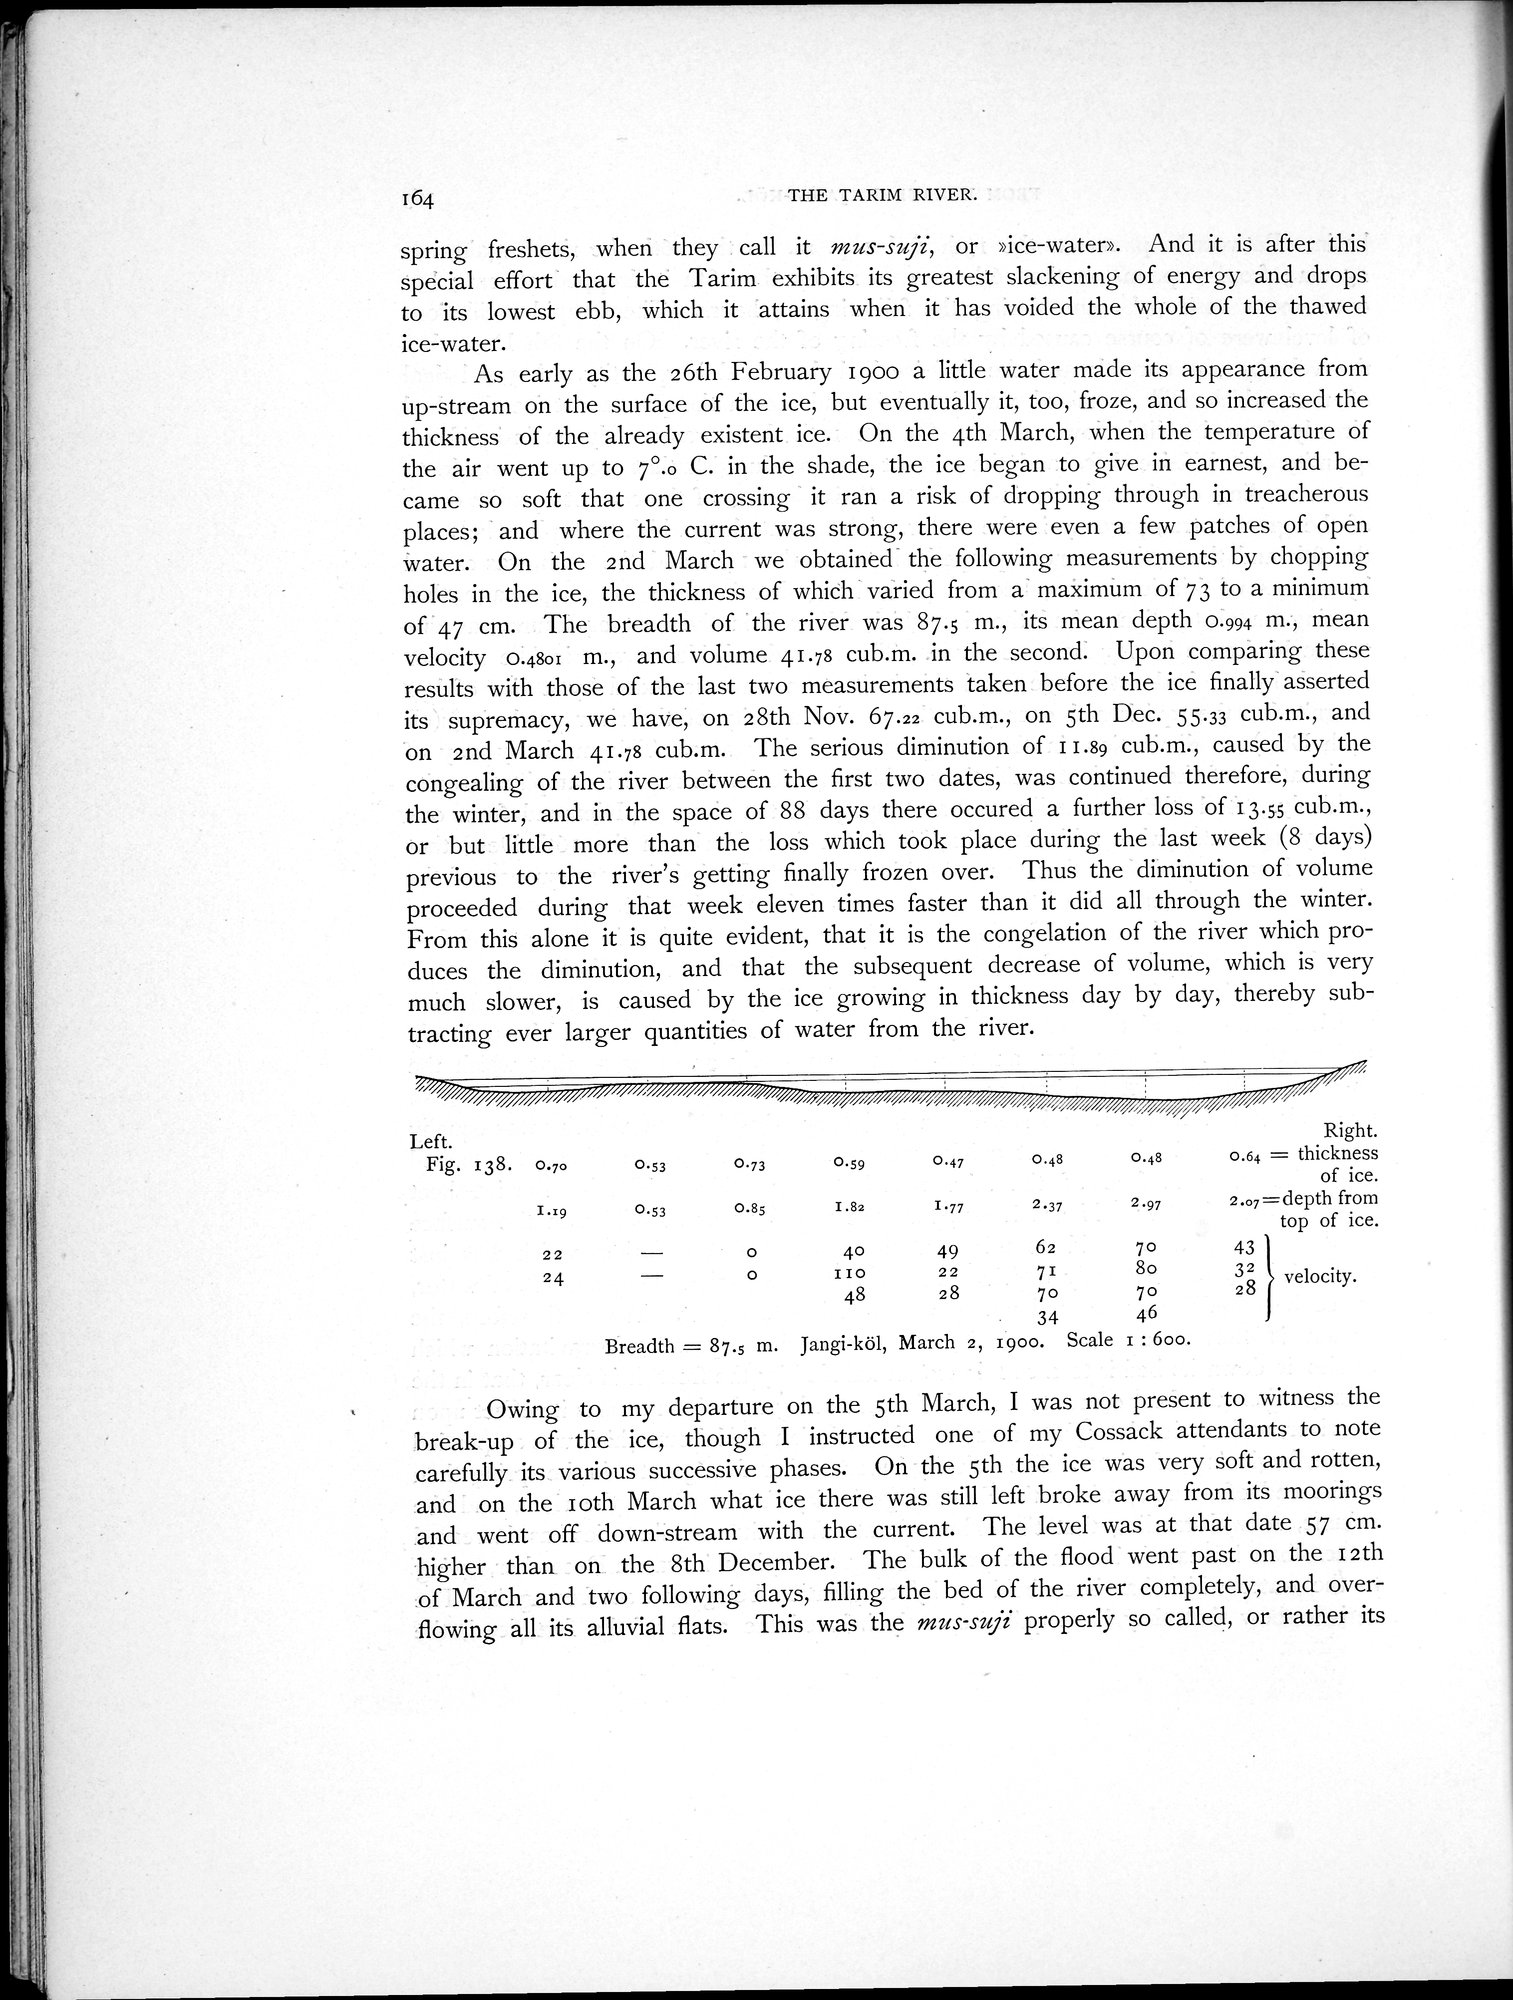 164
THE TARIM RIVER.
spring freshets, when they call it mus-suji, or »ice-water». And it is after this
special effort that the Tarim exhibits its greatest slackening of energy and drops
to its lowest ebb, which it attains when it has voided the whole of the thawed
ice-water.
As early as the 26th February 1900 a little water made its appearance from
up-stream on the surface of the ice, but eventually it, too, froze, and so increased the
thickness of the already existent ice. On the 4th March, when the temperature of
the air went up to 7°.0 C. in the shade, the ice began to give in earnest, and be-
came so soft that one crossing it ran a risk of dropping through in treacherous
places; and where the current was strong, there were even a few patches of open
water. On the 2nd March we obtained the following measurements by chopping
holes in the ice, the thickness of which varied from a maximum of 73 to a minimum
of 47 cm. The breadth of the river was 87.5 m., its mean depth 0.994 m., mean
velocity 0.4801 m., and volume 41.78 cub.m. in the second. Upon comparing these
results with those of the last two measurements taken before the ice finally asserted
its supremacy, we have, on 28th Nov. 67.22 cub.m., on 5th Dec. 55.33 cub.m., and
on 2nd March 41.78 cub.m. The serious diminution of 11.89 cub.m., caused by the
congealing of the river between the first two dates, was continued therefore, during
the winter, and in the space of 88 days there occured a further loss of 13.55 cub.m.,
or but little more than the loss which took place during the last week (8 days)
previous to the river's getting finally frozen over. Thus the diminution of volume
proceeded during that week eleven times faster than it did all through the winter.
From this alone it is quite evident, that it is the congelation of the river which pro-
duces the diminution, and that the subsequent decrease of volume, which is very
much slower, is caused by the ice growing in thickness day by day, thereby sub-
tracting ever larger quantities of water from the river.
Left. Right.
Fig. 138. 0.70 0.53 0.73 0.59 0.47 0.48 0.48 0.64 = thickness
of ice.
1.19 0.53 0.85 1.82 1.77 2.37 2.97 2.07=depth from
top of ice.
22 — 0 40 49 62 70 43
24 — 0 110 22 71 80 32 velocity.
48 28 70 70 28
34 46
Breadth = 87.5 m. Jangi-köl, March 2, 1900. Scale 1 : 600.
Owing to my departure on the 5th March, I was not present to witness the
break-up of the ice, though I instructed one of my Cossack attendants to note
carefully its various successive phases. On the 5th the ice was very soft and rotten,
and on the 10th March what ice there was still left broke away from its moorings
and went off down-stream with the current. The level was at that date 57 cm.
higher than on the 8th December. The bulk of the flood went past on the 12th
of March and two following days, filling the bed of the river completely, and over-
flowing all its alluvial flats. This was the mus-suji properly so called, or rather its